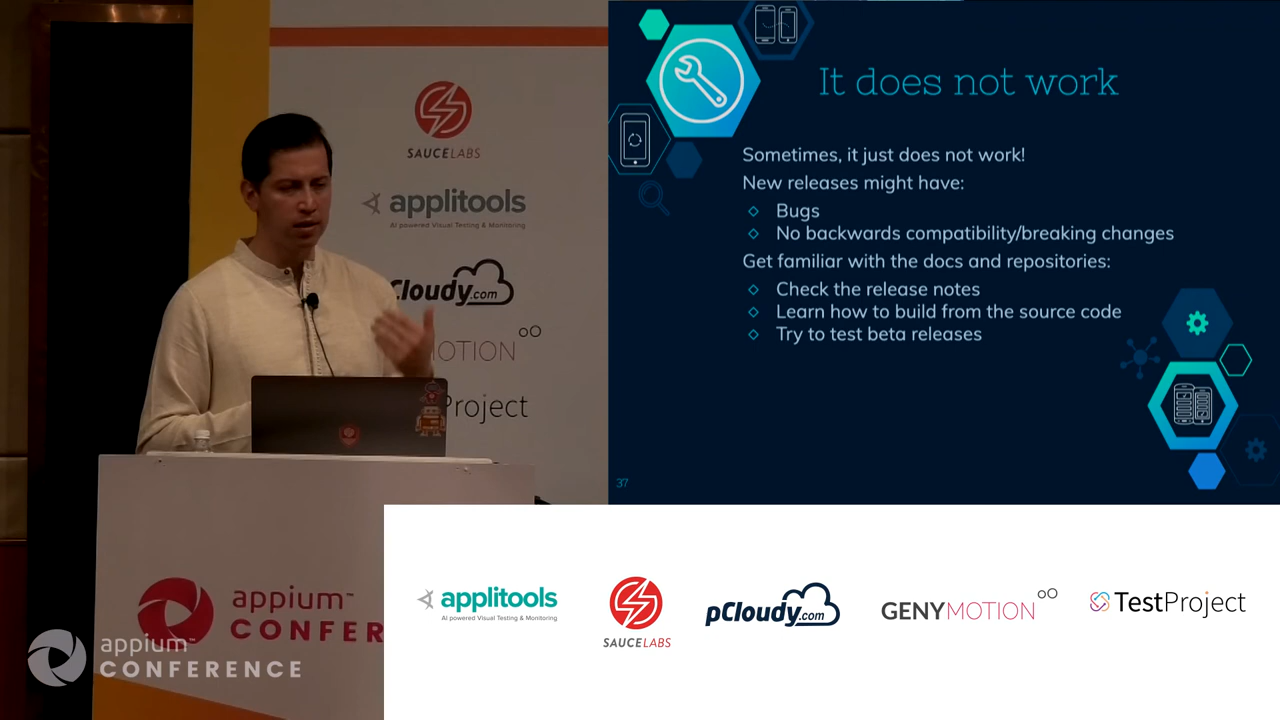 SAUCELABS
applitools
AI powered Visual Testing & Monitoring
Cloudy.com
MOTION
Project
appium™
CONFER
appium™
CONFERENCE
It does not work
Sometimes, it just does not work!
New releases might have:
Bugs
No backwards compatibility/breaking changes
Get familiar with the docs and repositories:
Check the release notes
Learn how to build from the source code
Try to test beta releases
37
applitools
AI powered Visual Testing & Monitoring
SAUCELABS
pCloudy.com
GENYMOTION
TestProject